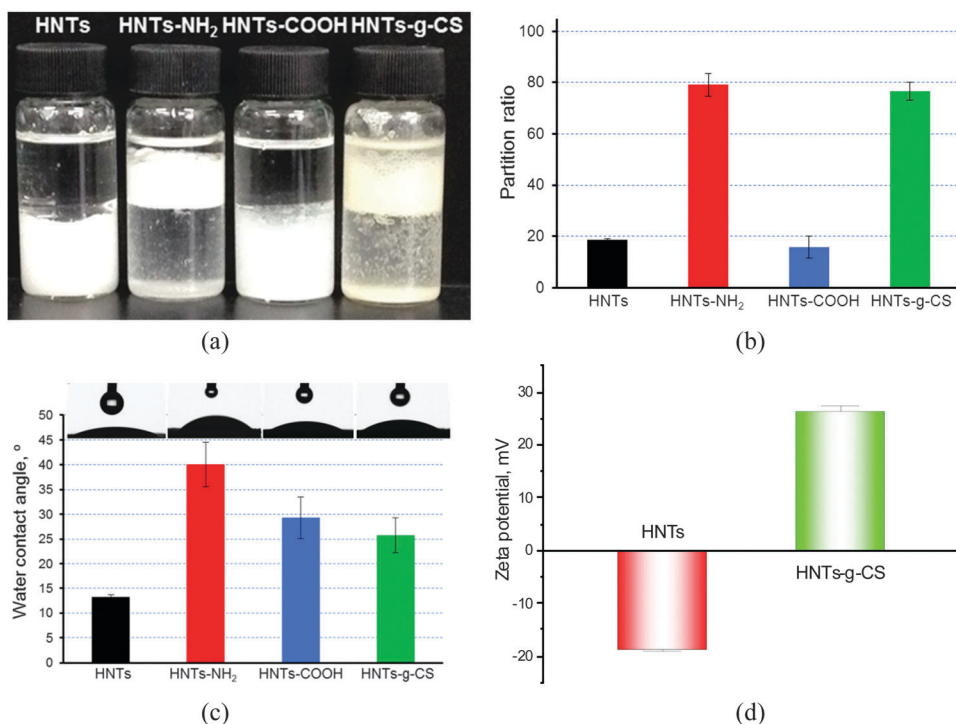 HNTs HNTs-NH₂ HNTs-COOH HNTs-g-CS
(a)
Partition ratio
100
80
60
40
20
0
HNTs HNTs-NH₂ HNTs-COOH HNTs-g-CS
(b)
Water contact angle, º
50
45
40
35
30
25
20
15
10
5
0
HNTs HNTs-NH₂ HNTs-COOH HNTs-g-CS
(c)
Zeta potential, mV
30
20
10
0
-10
-20
HNTs
HNTs-g-CS
(d)